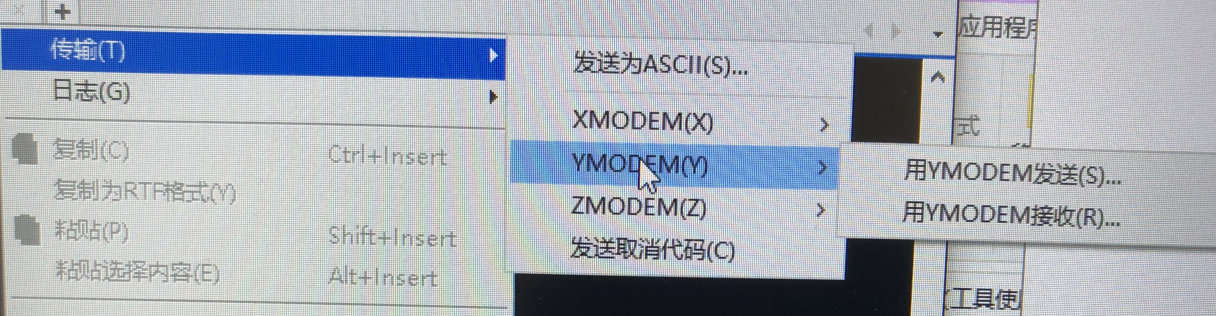 传输(T)
日志(G)
复制(C) Ctrl+Insert
复制为RTF格式(Y)
粘贴(P) Shift+Insert
粘贴选择内容(E) Alt+Insert
发送为ASCII(S)...
XMODEM(X)
YMODEM(Y)
ZMODEM(Z)
发送取消代码(C)
用YMODEM发送(S)...
用YMODEM接收(R)...
应用程序
式
工具使